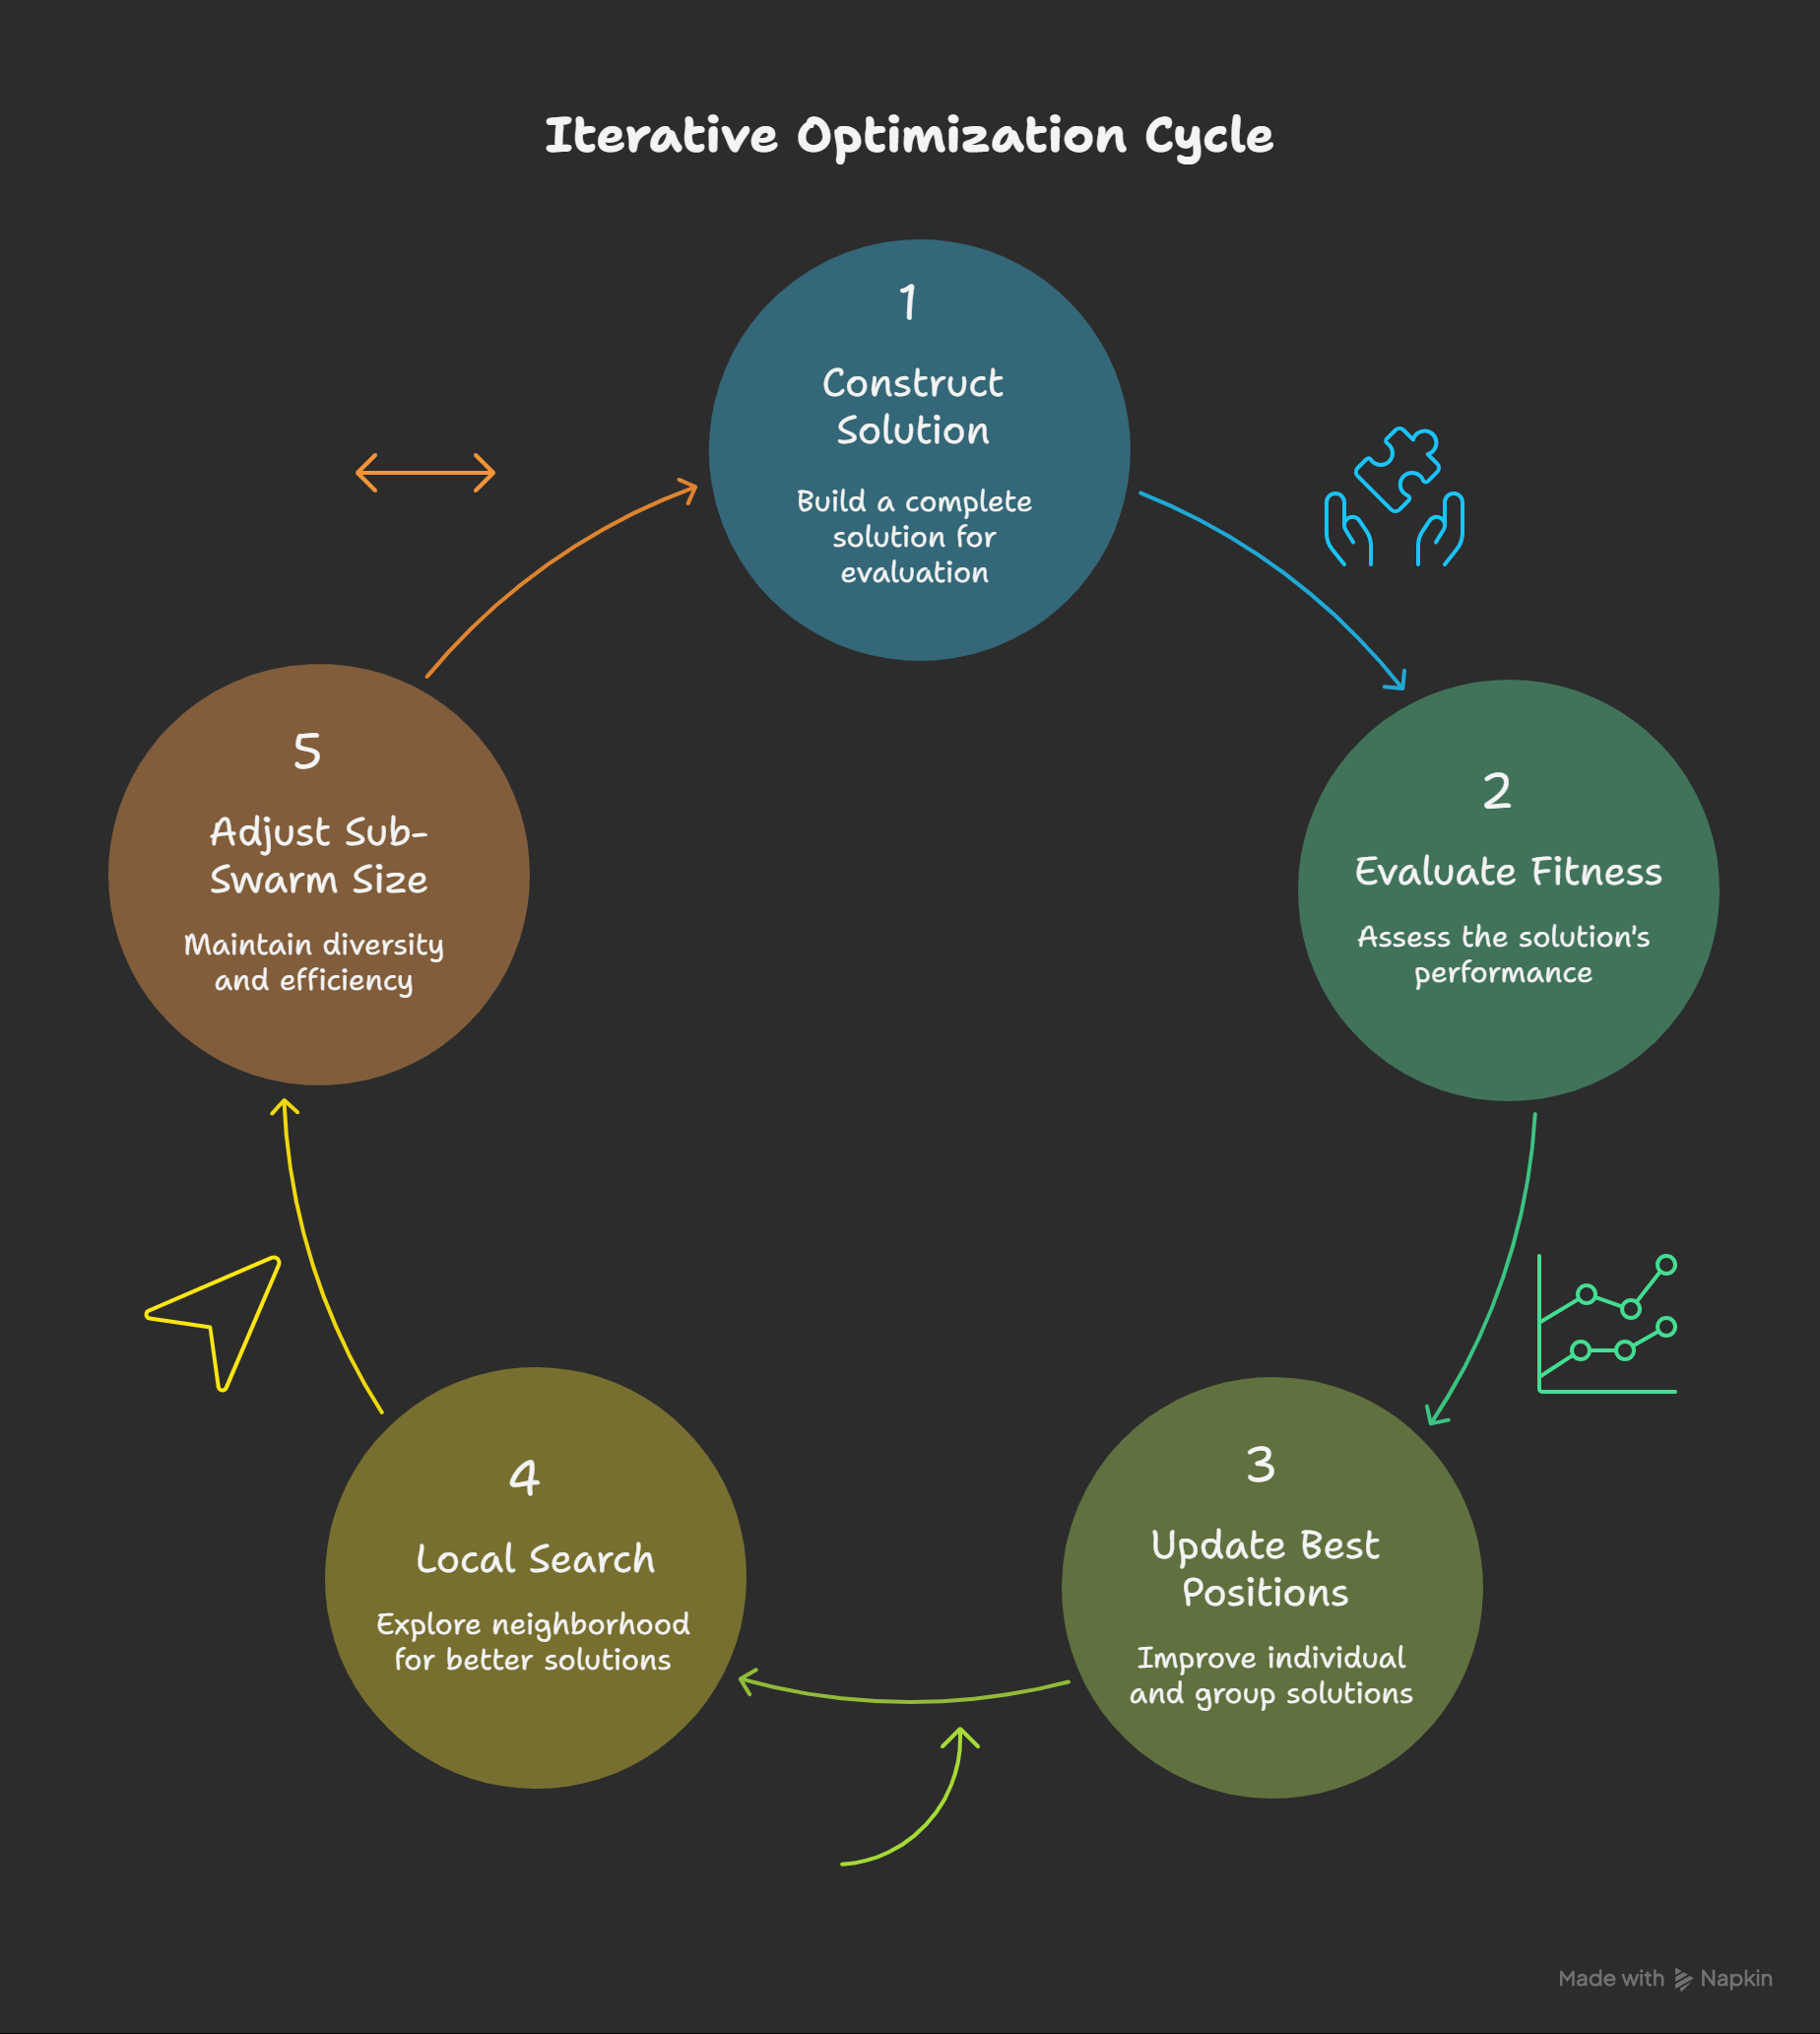 Iterative Optimization Cycle
1
Construct
Solution
Build a complete
solution for
evaluation
2
Evaluate Fitness
Assess the solution's
performance
3
Update Best
Positions
Improve individual
and group solutions
4
Local Search
Explore neighborhood
for better solutions
5
Adjust Sub-
Swarm Size
Maintain diversity
and efficiency
Made with Napkin